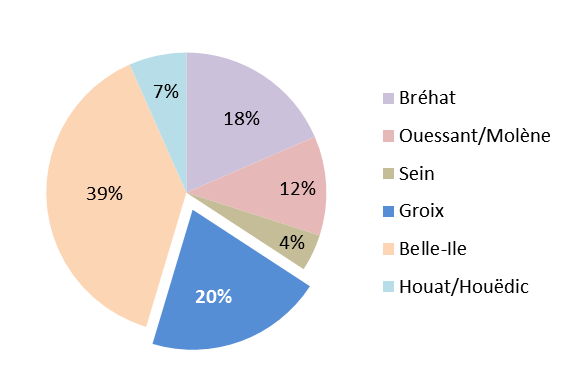 7%
18%
39%
12%
4%
20%
Bréhat
Ouessant/Molène
Sein
Groix
Belle-Ile
Houat/Houëdic